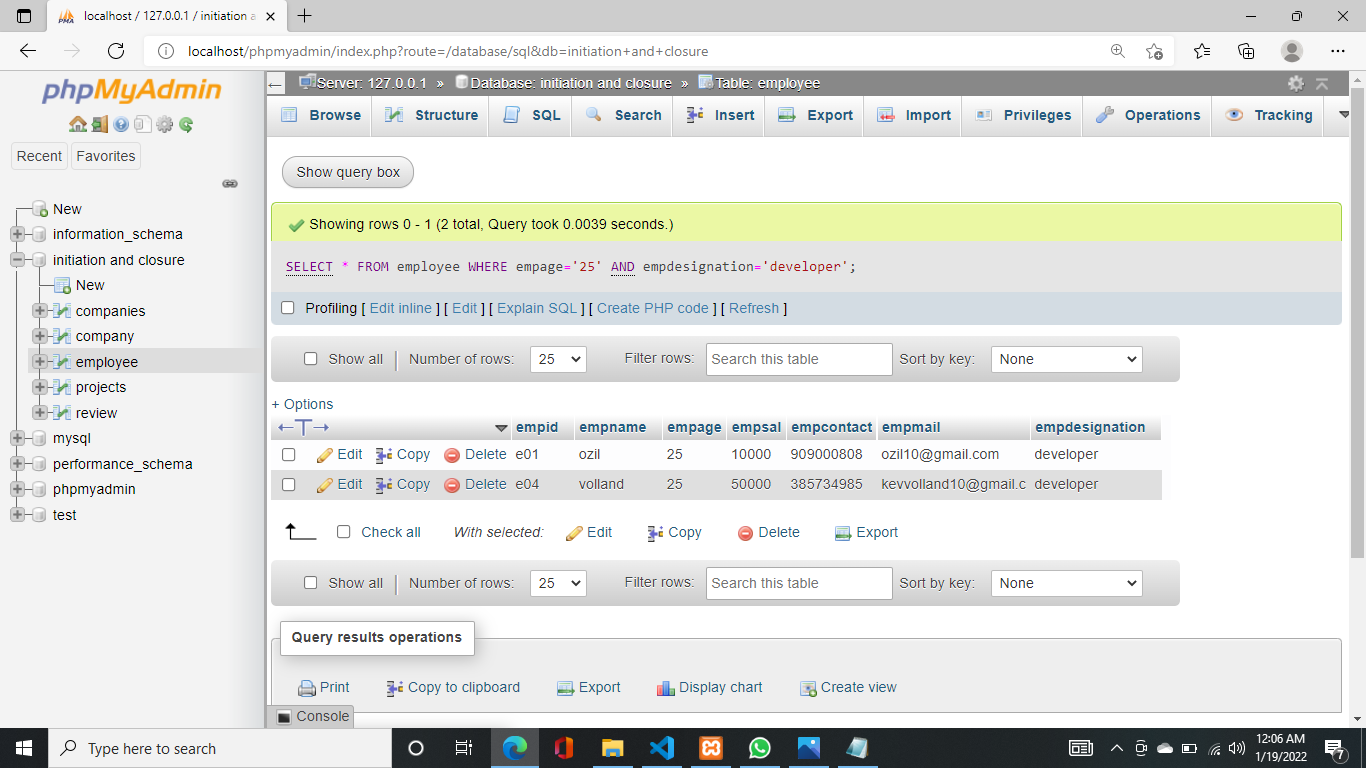 localhost / 127.0.0.1 / initiation a
localhost/phpmyadmin/index.php?route=/database/sql&db=initiation+and+closure
phpMyAdmin
Recent Favorites
New
information_schema
initiation and closure
New
companies
company
employee
projects
review
mysql
performance_schema
phpmyadmin
test
Server: 127.0.0.1 » Database: initiation and closure » Table: employee
Browse Structure SQL Search Insert Export Import Privileges Operations Tracking
Show query box
Showing rows 0 - 1 (2 total, Query took 0.0039 seconds.)
SELECT * FROM employee WHERE empage='25' AND empdesignation='developer';
Profiling [ Edit inline ] [ Edit ] [ Explain SQL ] [ Create PHP code ] [ Refresh ]
Show all Number of rows: 25 Filter rows: Search this table Sort by key: None
+ Options
←T→ empid empname empage empsal empcontact empmail empdesignation
Edit Copy Delete e01 ozil 25 10000 909000808 ozil10@gmail.com developer
Edit Copy Delete e04 volland 25 50000 385734985 kevvolland10@gmail.c developer
Check all With selected: Edit Copy Delete Export
Show all Number of rows: 25 Filter rows: Search this table Sort by key: None
Query results operations
Print Copy to clipboard Export Display chart Create view
Console
Type here to search
12:06 AM
1/19/2022
7